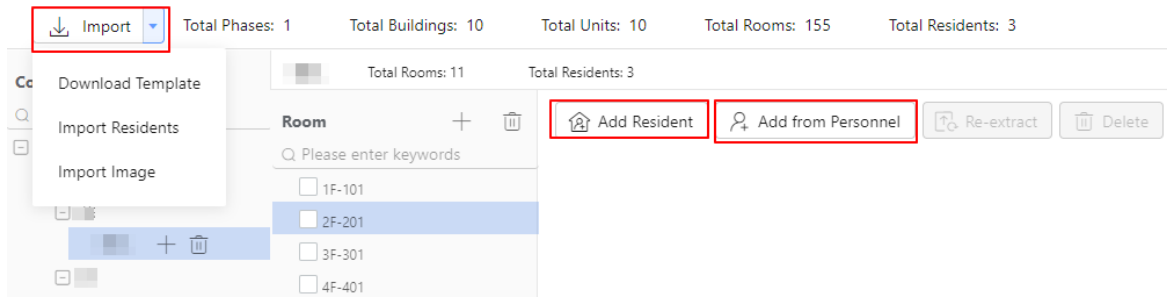 Import Total Phases: 1 Total Buildings: 10 Total Units: 10 Total Rooms: 155 Total Residents: 3
Download Template
Import Residents
Import Image
Co
Total Rooms: 11 Total Residents: 3
Room
Please enter keywords
1F-101
2F-201
3F-301
4F-401
Add Resident Add from Personnel Re-extract Delete